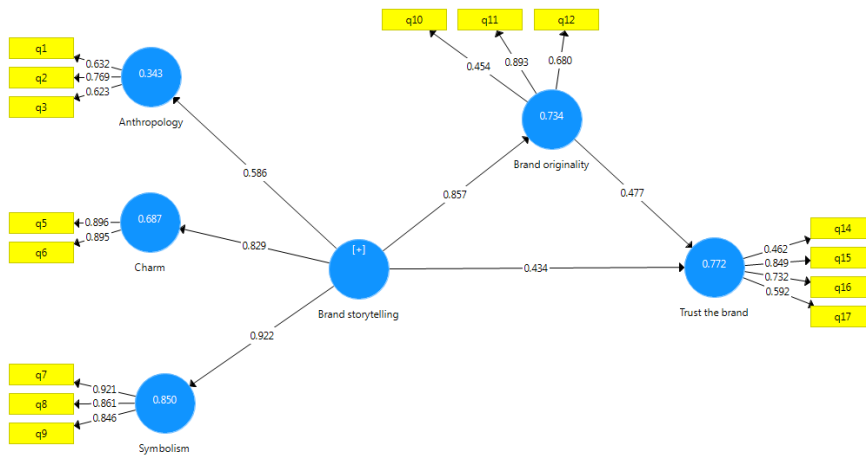 q10
q11
q12
0.454
0.893
0.680
0.734
Brand originality
q1
q2
q3
0.632
0.769
0.623
0.343
Anthropology
0.586
0.857
0.477
q5
q6
0.896
0.895
0.687
Charm
0.829
[+]
Brand storytelling
0.434
0.922
q14
q15
q16
q17
0.462
0.849
0.732
0.592
0.772
Trust the brand
q7
q8
q9
0.921
0.861
0.846
0.850
Symbolism